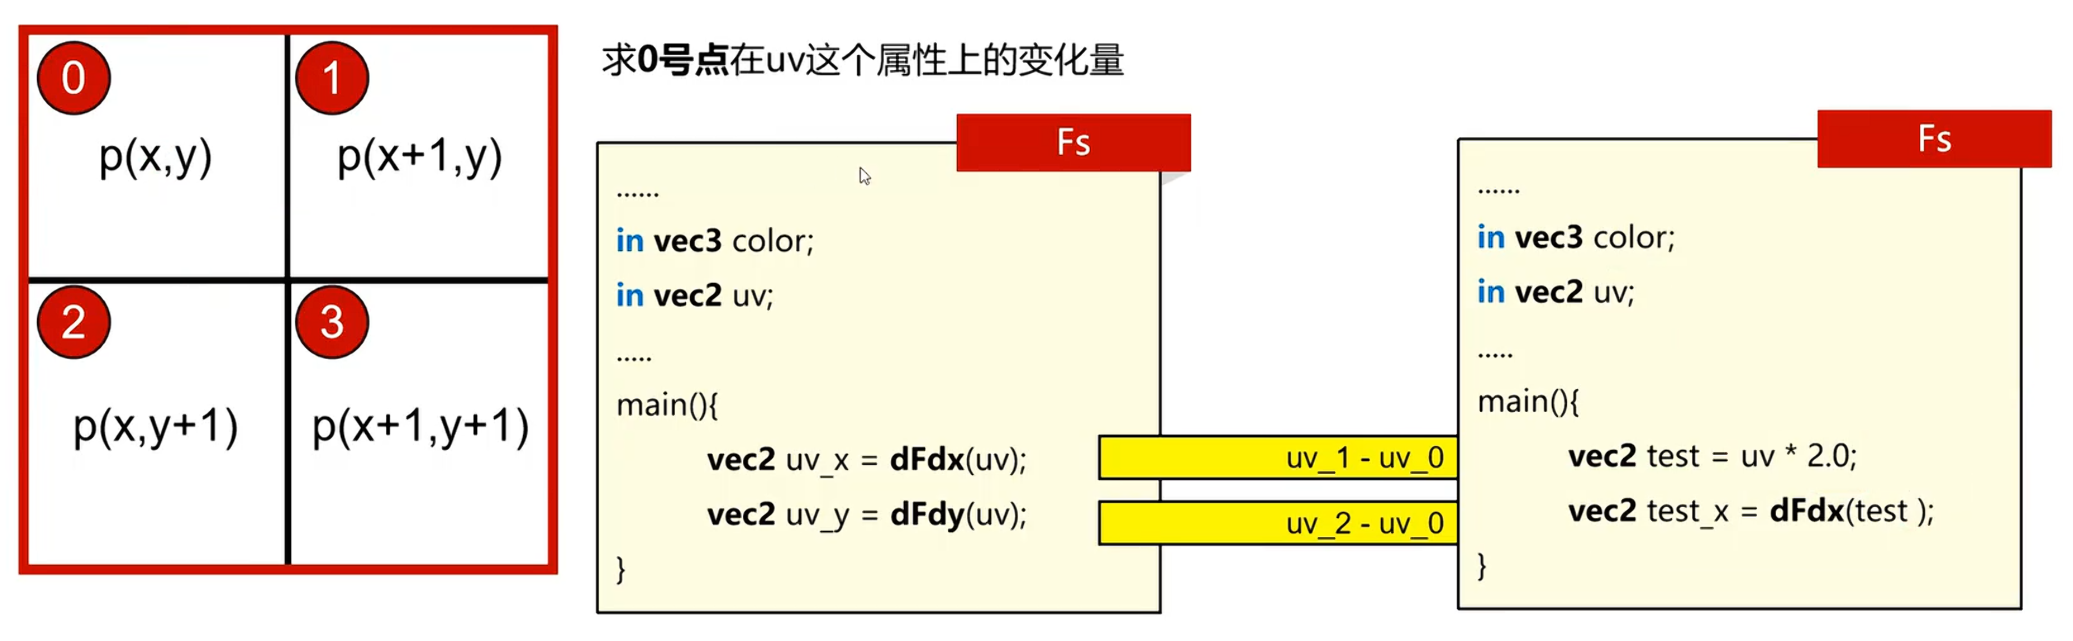 0
1
p(x,y)
p(x+1,y)
2
3
p(x,y+1)
p(x+1,y+1)
求0号点在uv这个属性上的变化量
Fs
......
in vec3 color;
in vec2 uv;
.....
main(){
vec2 uv_x = dFdx(uv);
vec2 uv_y = dFdy(uv);
}
uv_1 - uv_0
uv_2 - uv_0
Fs
......
in vec3 color;
in vec2 uv;
.....
main(){
vec2 test = uv * 2.0;
vec2 test_x = dFdx(test );
}